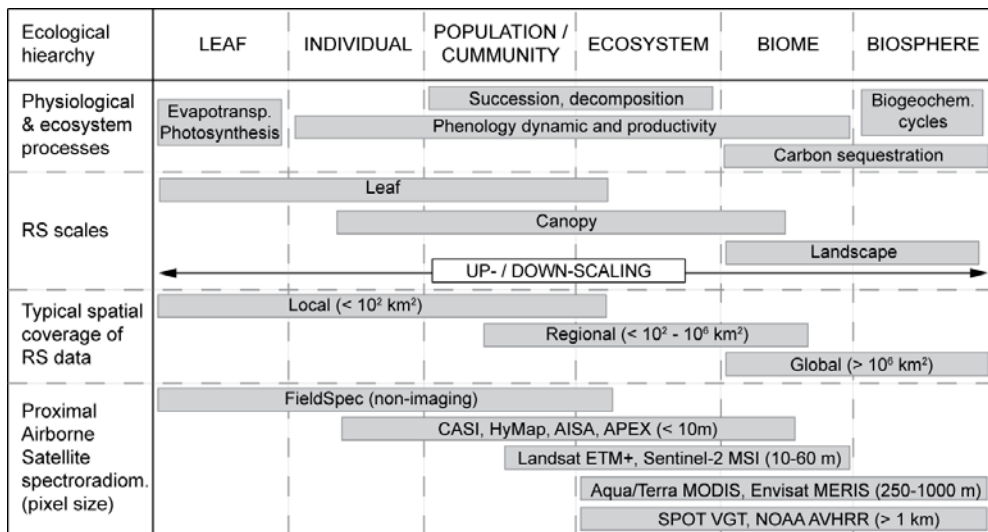 Ecological
hiearchy
LEAF
INDIVIDUAL
POPULATION /
CUMMUNITY
ECOSYSTEM
BIOME
BIOSPHERE
Physiological
& ecosystem
processes
Evapotransp.
Photosynthesis
Succession, decomposition
Phenology dynamic and productivity
Biogeochem.
cycles
Carbon sequestration
RS scales
Leaf
Canopy
Landscape
UP- / DOWN-SCALING
Typical spatial
coverage of
RS data
Local (< 10² km²)
Regional (< 10² - 10⁶ km²)
Global (> 10⁶ km²)
Proximal
Airborne
Satellite
spectroradiom.
(pixel size)
FieldSpec (non-imaging)
CASI, HyMap, AISA, APEX (< 10m)
Landsat ETM+, Sentinel-2 MSI (10-60 m)
Aqua/Terra MODIS, Envisat MERIS (250-1000 m)
SPOT VGT, NOAA AVHRR (> 1 km)